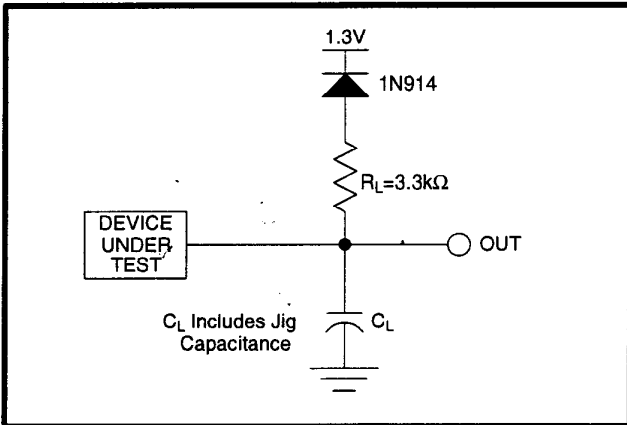 1.3V
1N914
R_L=3.3kΩ
DEVICE
UNDER
TEST
OUT
C_L Includes Jig
Capacitance
C_L